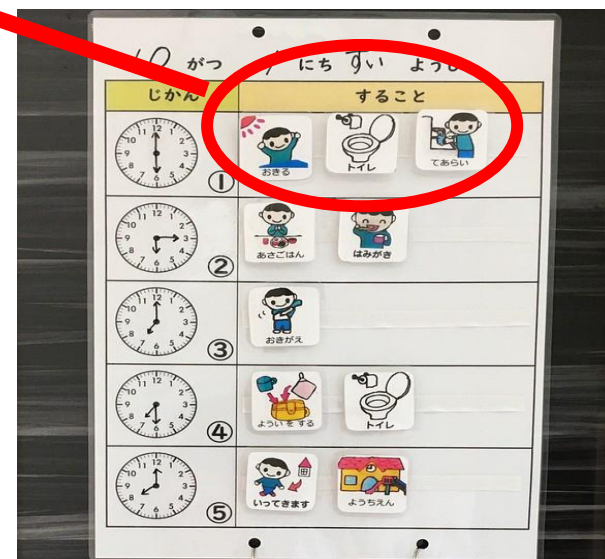 10 がつ にち すい ようび
じかん すること
① おきる トイレ てあらい
② あさごはん はみがき
③ おきがえ
④ よういをする トイレ
⑤ いってきます ようちえん